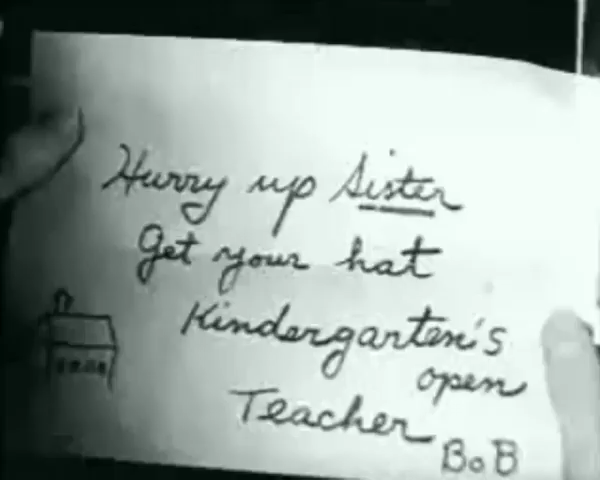 Hurry up Sister
Get your hat
Kindergarten's
open
Teacher
BoB